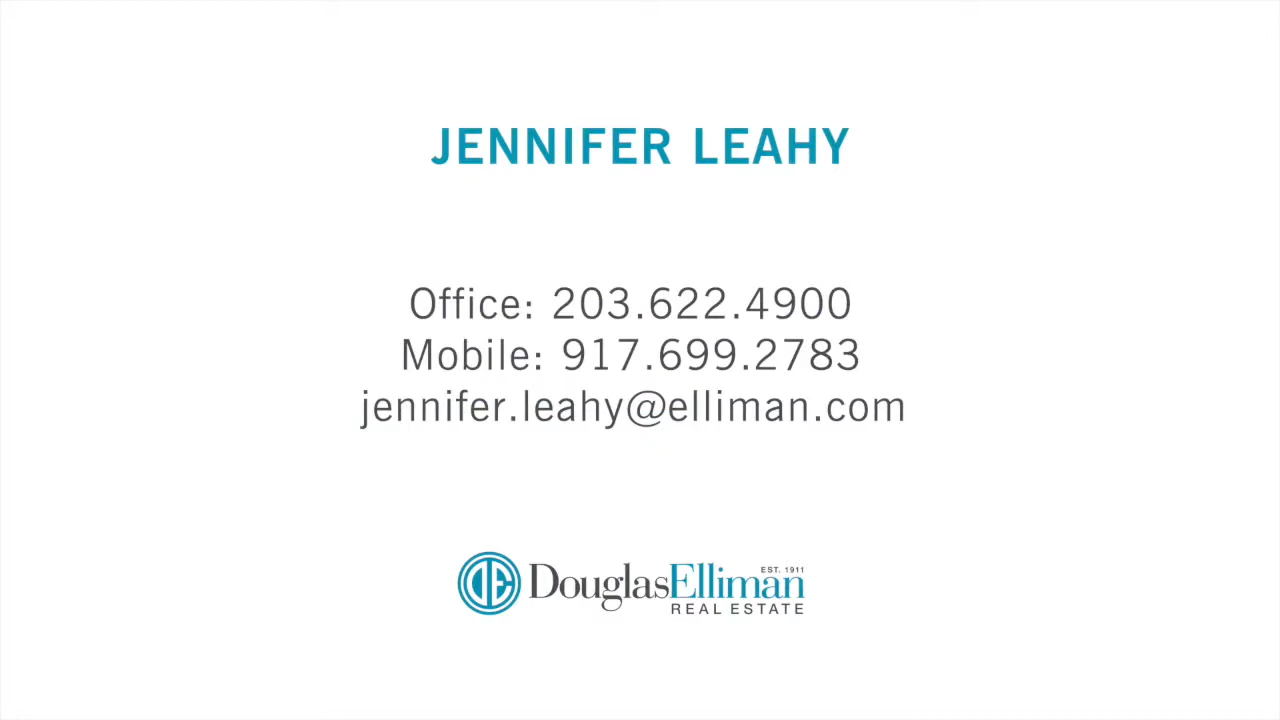 JENNIFER LEAHY
Office: 203.622.4900
Mobile: 917.699.2783
jennifer.leahy@elliman.com
DE DouglasElliman
EST. 1911
REAL ESTATE